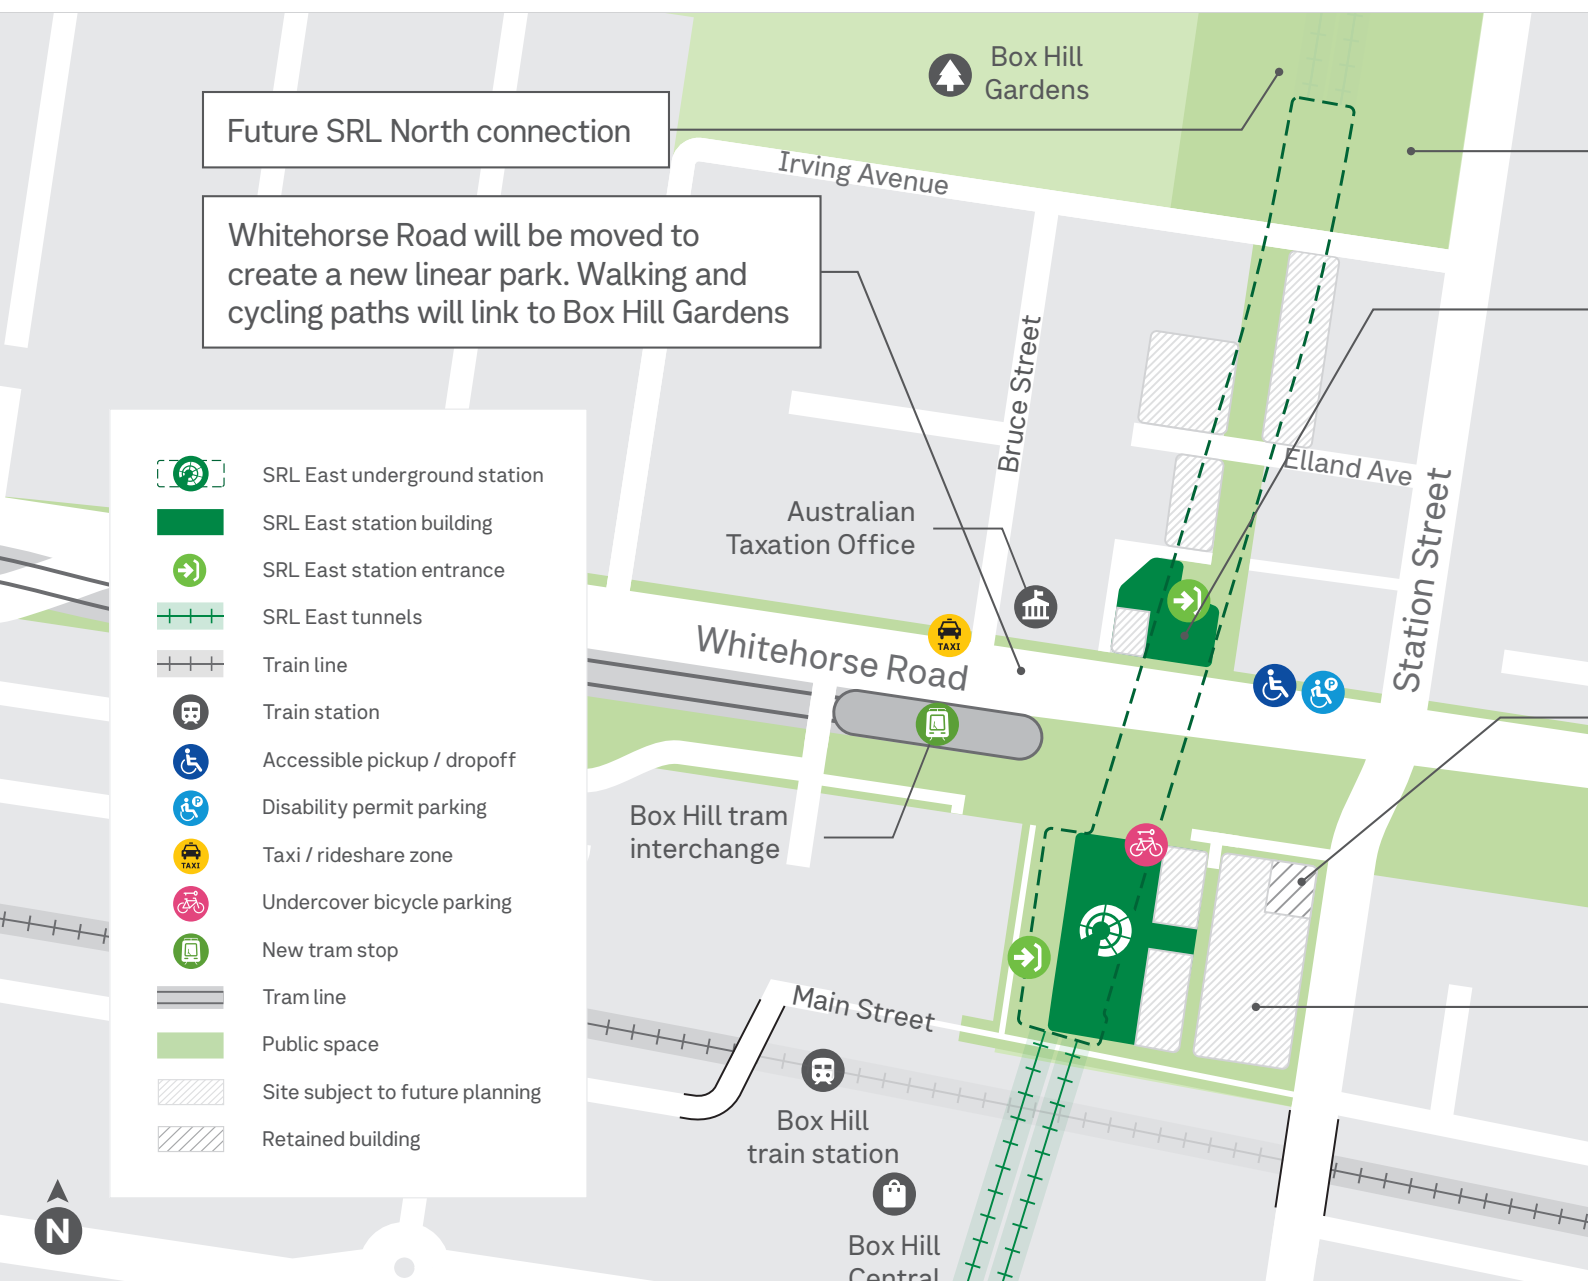 Box Hill
Gardens
Future SRL North connection
Irving Avenue
Whitehorse Road will be moved to
create a new linear park. Walking and
cycling paths will link to Box Hill Gardens
Bruce Street
Elland Ave
Station Street
Australian
Taxation Office
TAXI
Whitehorse Road
P
Box Hill tram
interchange
Main Street
Box Hill
train station
Box Hill
Central
SRL East underground station
SRL East station building
SRL East station entrance
SRL East tunnels
Train line
Train station
Accessible pickup / dropoff
P
Disability permit parking
TAXI
Taxi / rideshare zone
Undercover bicycle parking
New tram stop
Tram line
Public space
Site subject to future planning
Retained building
N